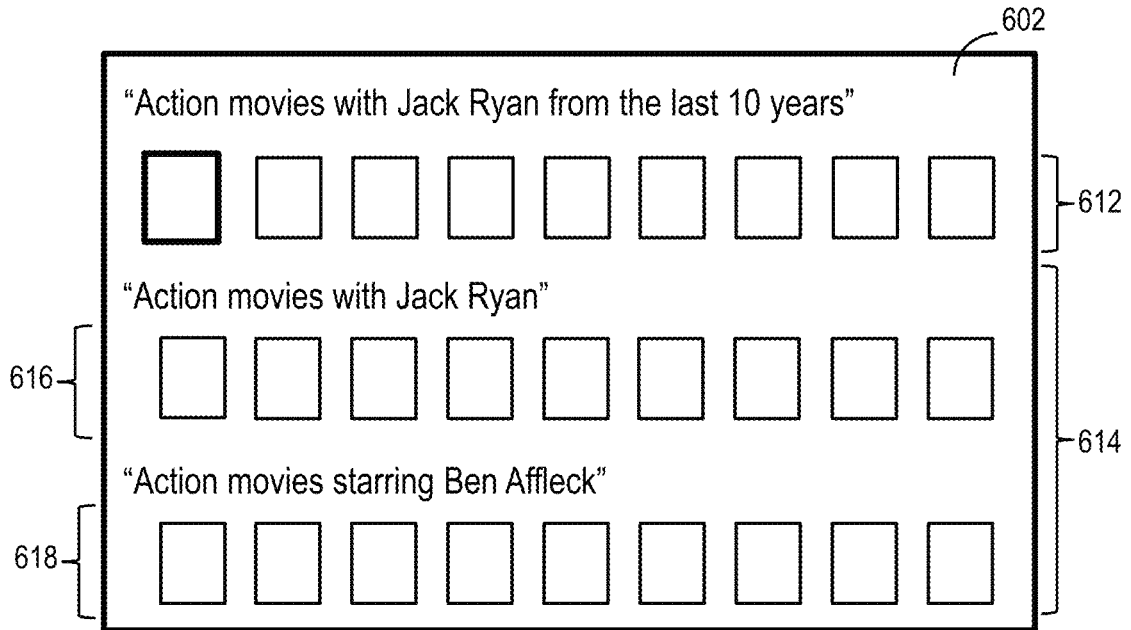 602
“Action movies with Jack Ryan from the last 10 years”
612
“Action movies with Jack Ryan”
616
614
“Action movies starring Ben Affleck”
618